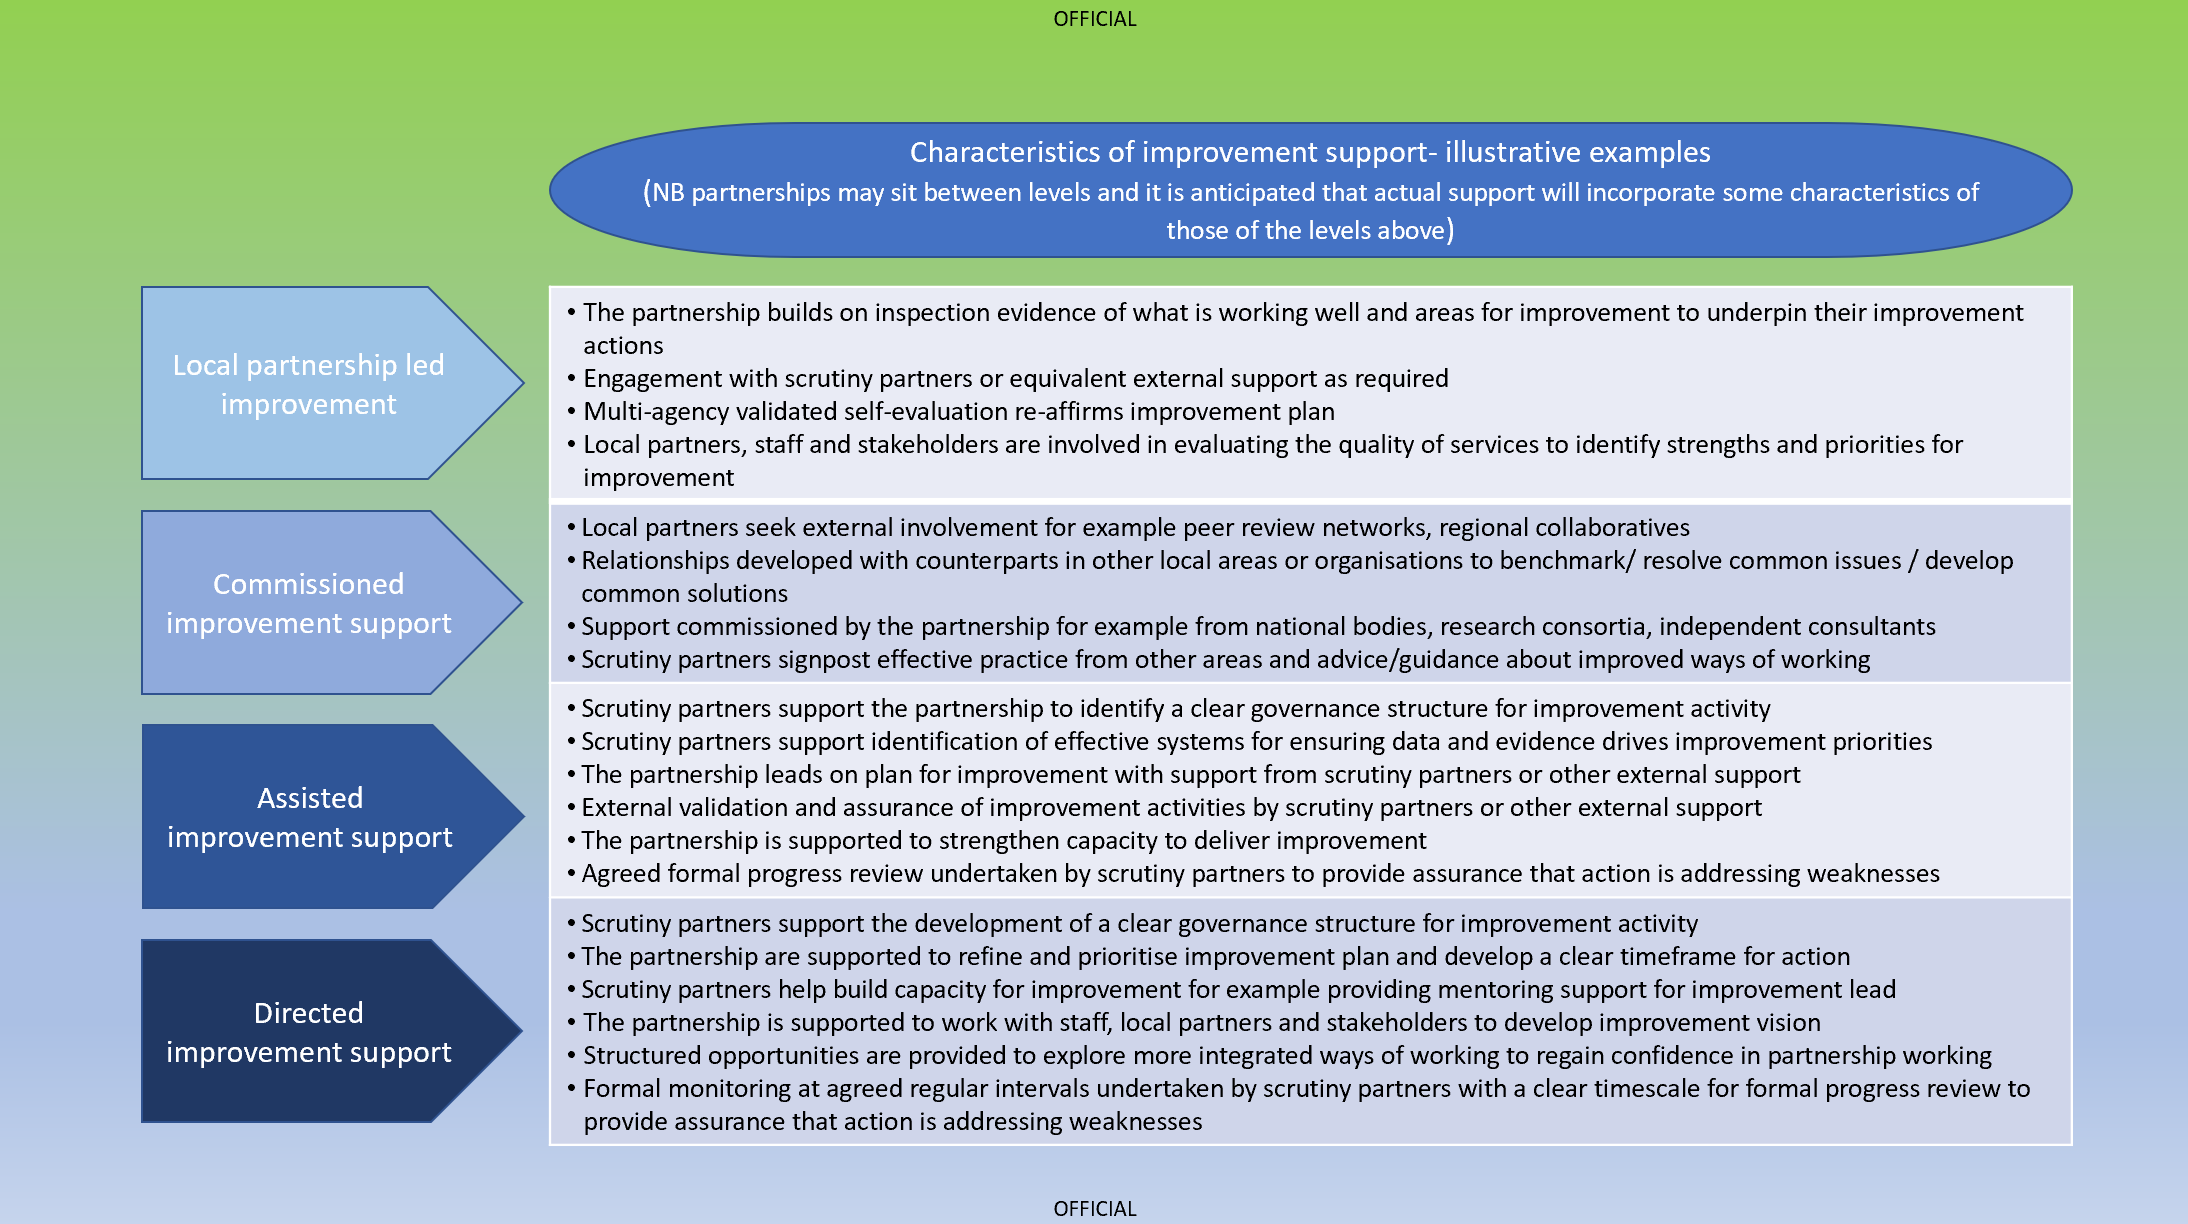 OFFICIAL
Characteristics of improvement support- illustrative examples
(NB partnerships may sit between levels and it is anticipated that actual support will incorporate some characteristics of
those of the levels above)
Local partnership led
improvement
• The partnership builds on inspection evidence of what is working well and areas for improvement to underpin their improvement
actions
• Engagement with scrutiny partners or equivalent external support as required
• Multi-agency validated self-evaluation re-affirms improvement plan
• Local partners, staff and stakeholders are involved in evaluating the quality of services to identify strengths and priorities for
improvement
Commissioned
improvement support
• Local partners seek external involvement for example peer review networks, regional collaboratives
• Relationships developed with counterparts in other local areas or organisations to benchmark/ resolve common issues / develop
common solutions
• Support commissioned by the partnership for example from national bodies, research consortia, independent consultants
• Scrutiny partners signpost effective practice from other areas and advice/guidance about improved ways of working
Assisted
improvement support
• Scrutiny partners support the partnership to identify a clear governance structure for improvement activity
• Scrutiny partners support identification of effective systems for ensuring data and evidence drives improvement priorities
• The partnership leads on plan for improvement with support from scrutiny partners or other external support
• External validation and assurance of improvement activities by scrutiny partners or other external support
• The partnership is supported to strengthen capacity to deliver improvement
• Agreed formal progress review undertaken by scrutiny partners to provide assurance that action is addressing weaknesses
Directed
improvement support
• Scrutiny partners support the development of a clear governance structure for improvement activity
• The partnership are supported to refine and prioritise improvement plan and develop a clear timeframe for action
• Scrutiny partners help build capacity for improvement for example providing mentoring support for improvement lead
• The partnership is supported to work with staff, local partners and stakeholders to develop improvement vision
• Structured opportunities are provided to explore more integrated ways of working to regain confidence in partnership working
• Formal monitoring at agreed regular intervals undertaken by scrutiny partners with a clear timescale for formal progress review to
provide assurance that action is addressing weaknesses
OFFICIAL